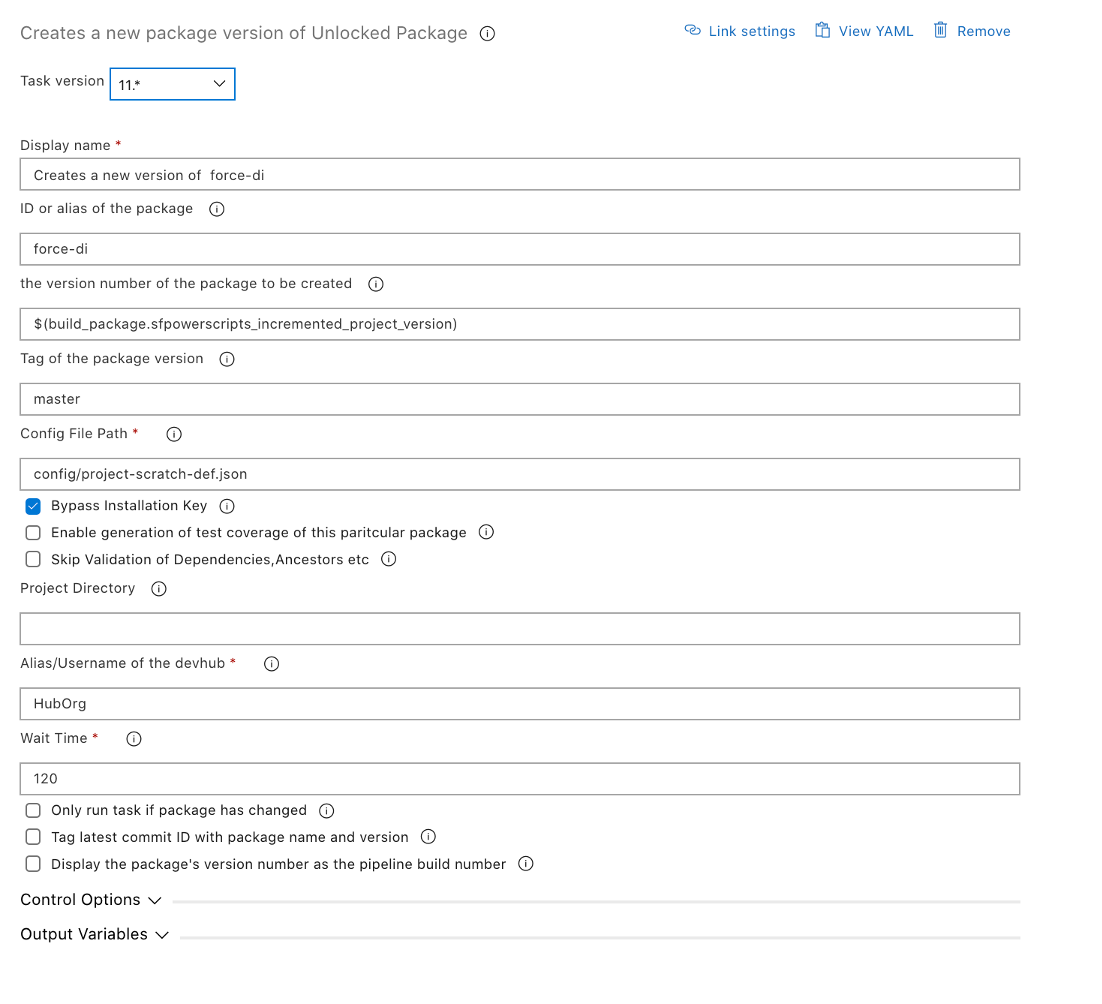 Creates a new package version of Unlocked Package
Link settings View YAML Remove
Task version 11.*
Display name *
Creates a new version of  force-di
ID or alias of the package
force-di
the version number of the package to be created
$(build_package.sfpowerscripts_incremented_project_version)
Tag of the package version
master
Config File Path *
config/project-scratch-def.json
Bypass Installation Key
Enable generation of test coverage of this paritcular package
Skip Validation of Dependencies,Ancestors etc
Project Directory
Alias/Username of the devhub *
HubOrg
Wait Time *
120
Only run task if package has changed
Tag latest commit ID with package name and version
Display the package's version number as the pipeline build number
Control Options
Output Variables